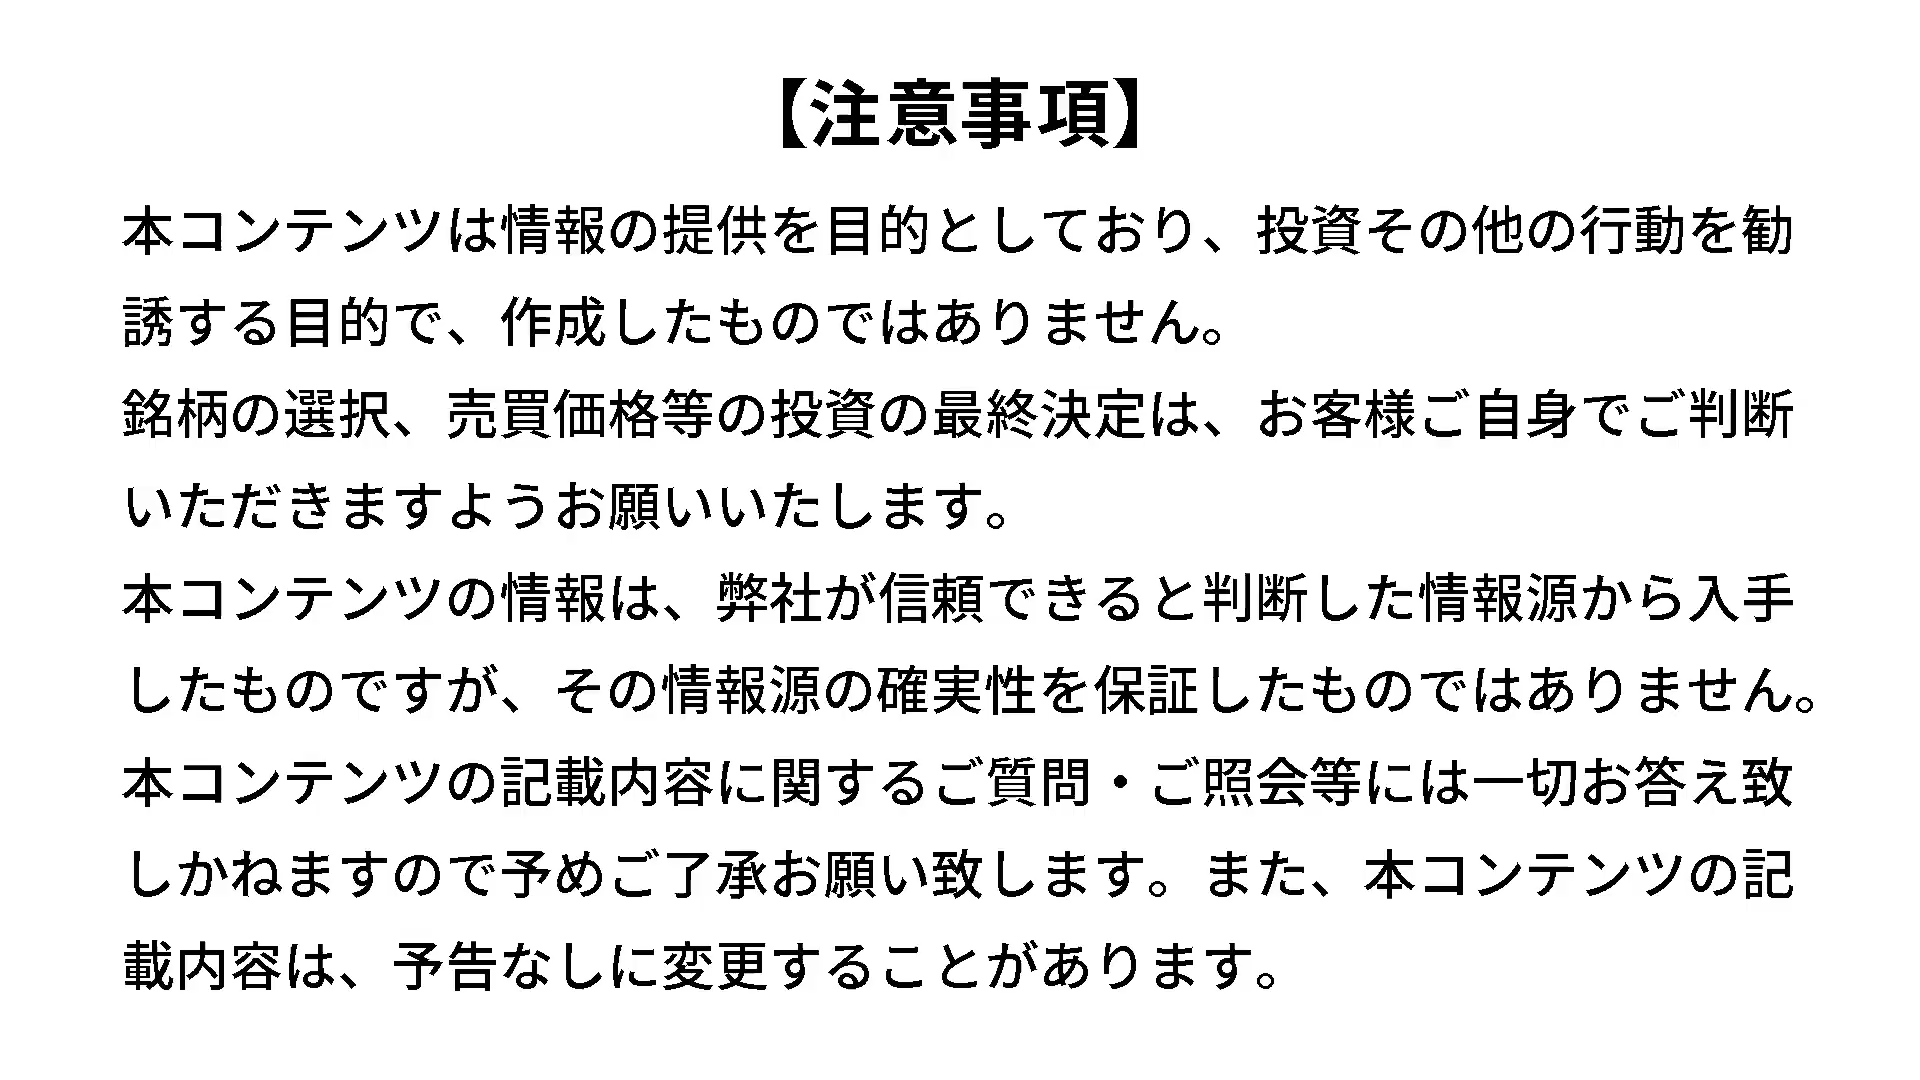 【注意事項】
本コンテンツは情報の提供を目的としており、投資その他の行動を勧
誘する目的で、作成したものではありません。
銘柄の選択、売買価格等の投資の最終決定は、お客様ご自身でご判断
いただきますようお願いいたします。
本コンテンツの情報は、弊社が信頼できると判断した情報源から入手
したものですが、その情報源の確実性を保証したものではありません。
本コンテンツの記載内容に関するご質問・ご照会等には一切お答え致
しかねますので予めご了承お願い致します。また、本コンテンツの記
載内容は、予告なしに変更することがあります。